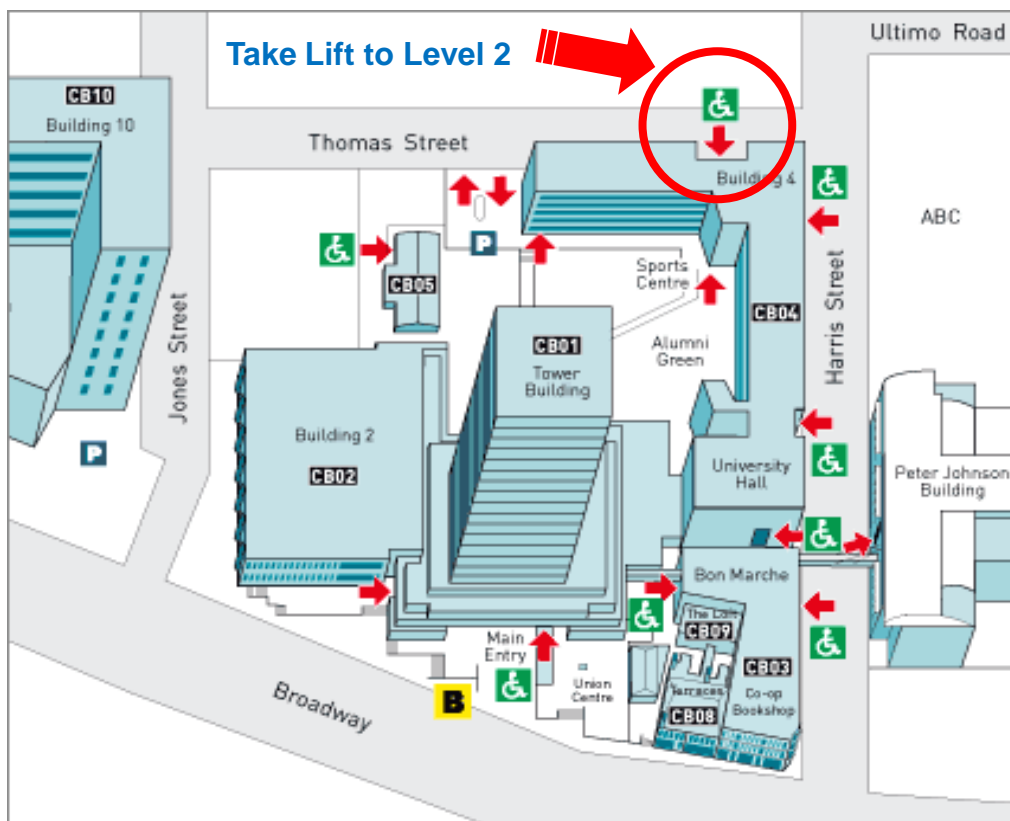 Ultimo Road
Take Lift to Level 2
CB10
Building 10
Thomas Street
Building 4
ABC
P
CB05
Sports
Centre
CB04
Harris Street
Jones Street
CB01
Tower
Building
Alumni
Green
Building 2
CB02
P
University
Hall
Peter Johnson
Building
Bon Marche
The Loft
CB09
Main
Entry
CB03
Union
Centre
Terraces
Co-op
Bookshop
CB08
B
Broadway